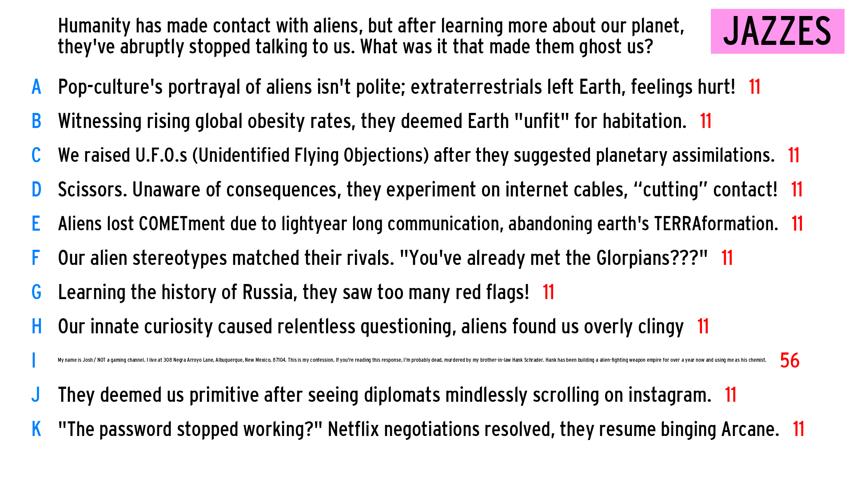 Humanity has made contact with aliens, but after learning more about our planet,
they've abruptly stopped talking to us. What was it that made them ghost us?
JAZZES
A Pop-culture's portrayal of aliens isn't polite; extraterrestrials left Earth, feelings hurt! 11
B Witnessing rising global obesity rates, they deemed Earth "unfit" for habitation. 11
C We raised U.F.O.s (Unidentified Flying Objections) after they suggested planetary assimilations. 11
D Scissors. Unaware of consequences, they experiment on internet cables, “cutting” contact! 11
E Aliens lost COMETment due to lightyear long communication, abandoning earth's TERRAformation. 11
F Our alien stereotypes matched their rivals. "You've already met the Glorpians???" 11
G Learning the history of Russia, they saw too many red flags! 11
H Our innate curiosity caused relentless questioning, aliens found us overly clingy 11
I My name is Josh/ NOT a gaming channel. I live at 308 Negra Arroyo Lane, Albuquerque, New Mexico, 87104. This is my confession. If you're reading this response, I'm probably dead, murdered by my brother-in-law Hank Schrader. Hank has been building a alien-fighting weapon empire for over a year now and using me as his chemist. 56
J They deemed us primitive after seeing diplomats mindlessly scrolling on instagram. 11
K "The password stopped working?" Netflix negotiations resolved, they resume binging Arcane. 11